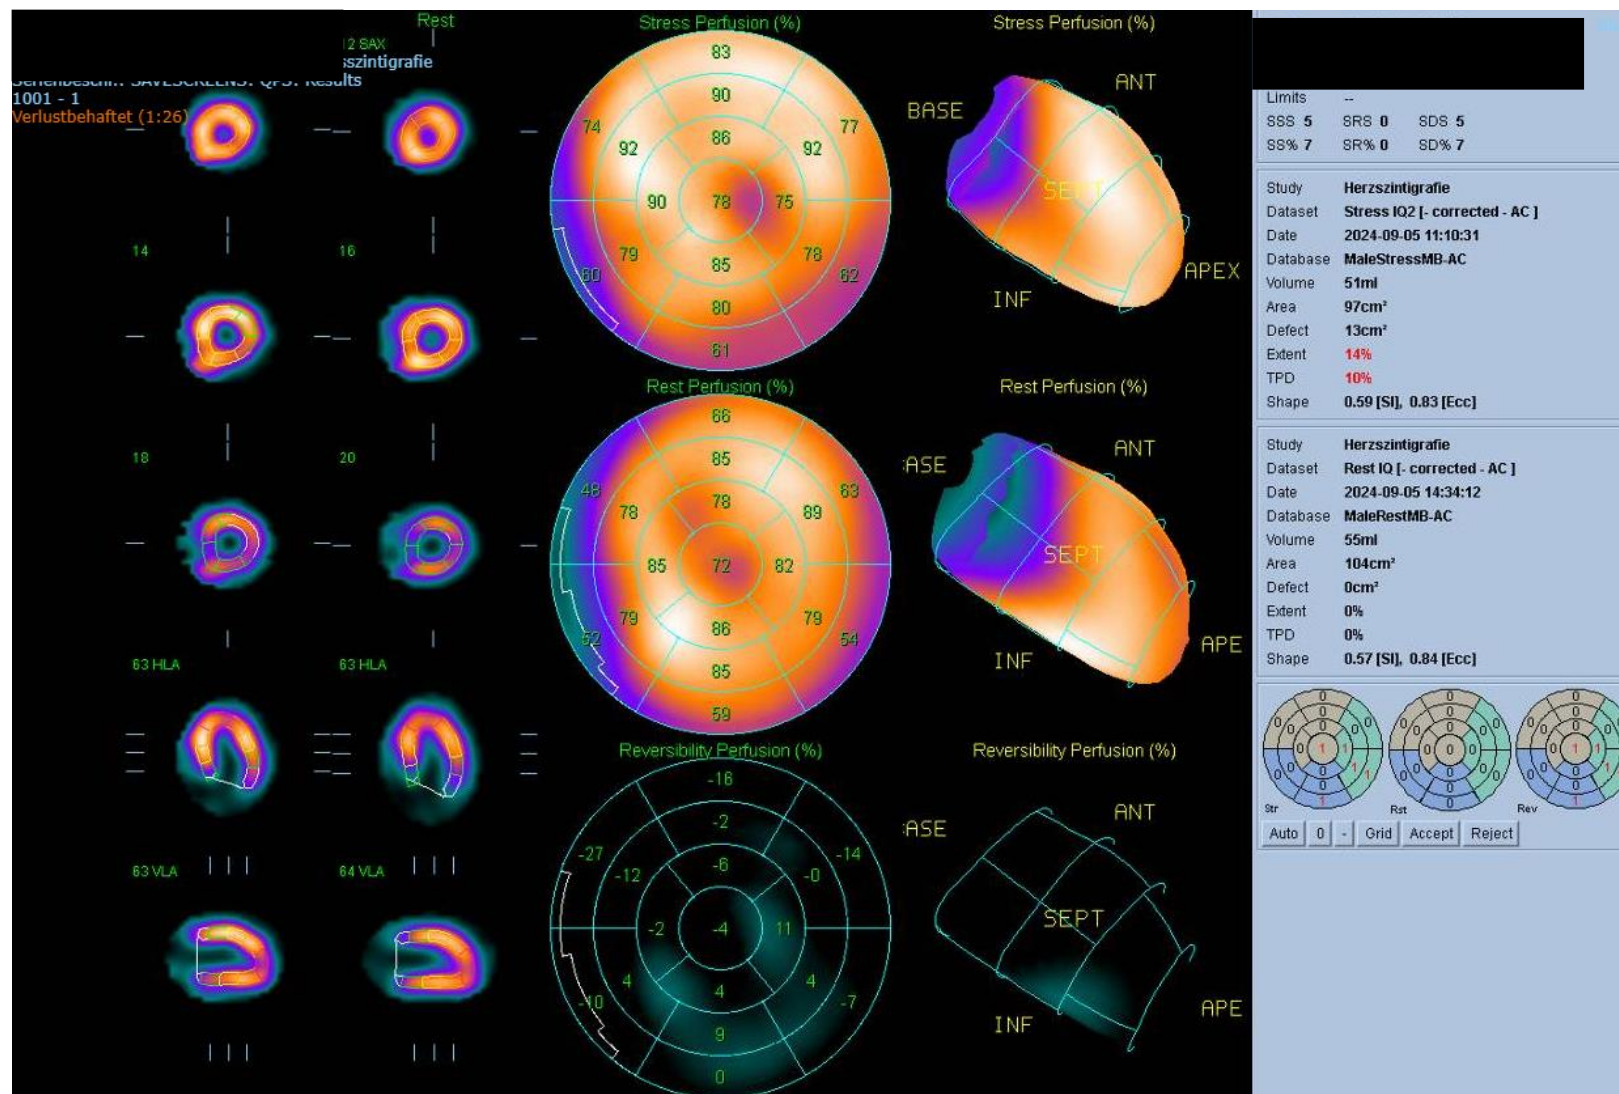 Rest
12 SAX
szintigrafie
lts
1001 - 1
Verlustbehaftet (1:26)
14
16
18
20
63 HLA
63 HLA
63 VLA
64 VLA
Stress Perfusion (%)
83
90
74
77
92
86
92
90
78
75
79
85
78
60
62
80
61
Rest Perfusion (%)
66
85
48
63
78
78
89
85
72
82
79
86
79
52
54
85
59
Reversibility Perfusion (%)
-16
-2
-27
-14
-12
-6
-0
-2
-4
11
4
4
4
-10
-7
9
0
Stress Perfusion (%)
ANT
BASE
SEPT
APEX
INF
Rest Perfusion (%)
ANT
ASE
SEPT
APE
INF
Reversibility Perfusion (%)
ANT
ASE
SEPT
APE
INF
Limits --
SSS 5 SRS 0 SDS 5
SS% 7 SR% 0 SD% 7
Study Herzszintigrafie
Dataset Stress IQ2 [- corrected - AC ]
Date 2024-09-05 11:10:31
Database MaleStressMB-AC
Volume 51ml
Area 97cm²
Defect 13cm²
Extent 14%
TPD 10%
Shape 0.59 [SI], 0.83 [Ecc]
Study Herzszintigrafie
Dataset Rest IQ [- corrected - AC ]
Date 2024-09-05 14:34:12
Database MaleRestMB-AC
Volume 55ml
Area 104cm²
Defect 0cm²
Extent 0%
TPD 0%
Shape 0.57 [SI], 0.84 [Ecc]
Str
Rst
Rev
Auto 0 - Grid Accept Reject